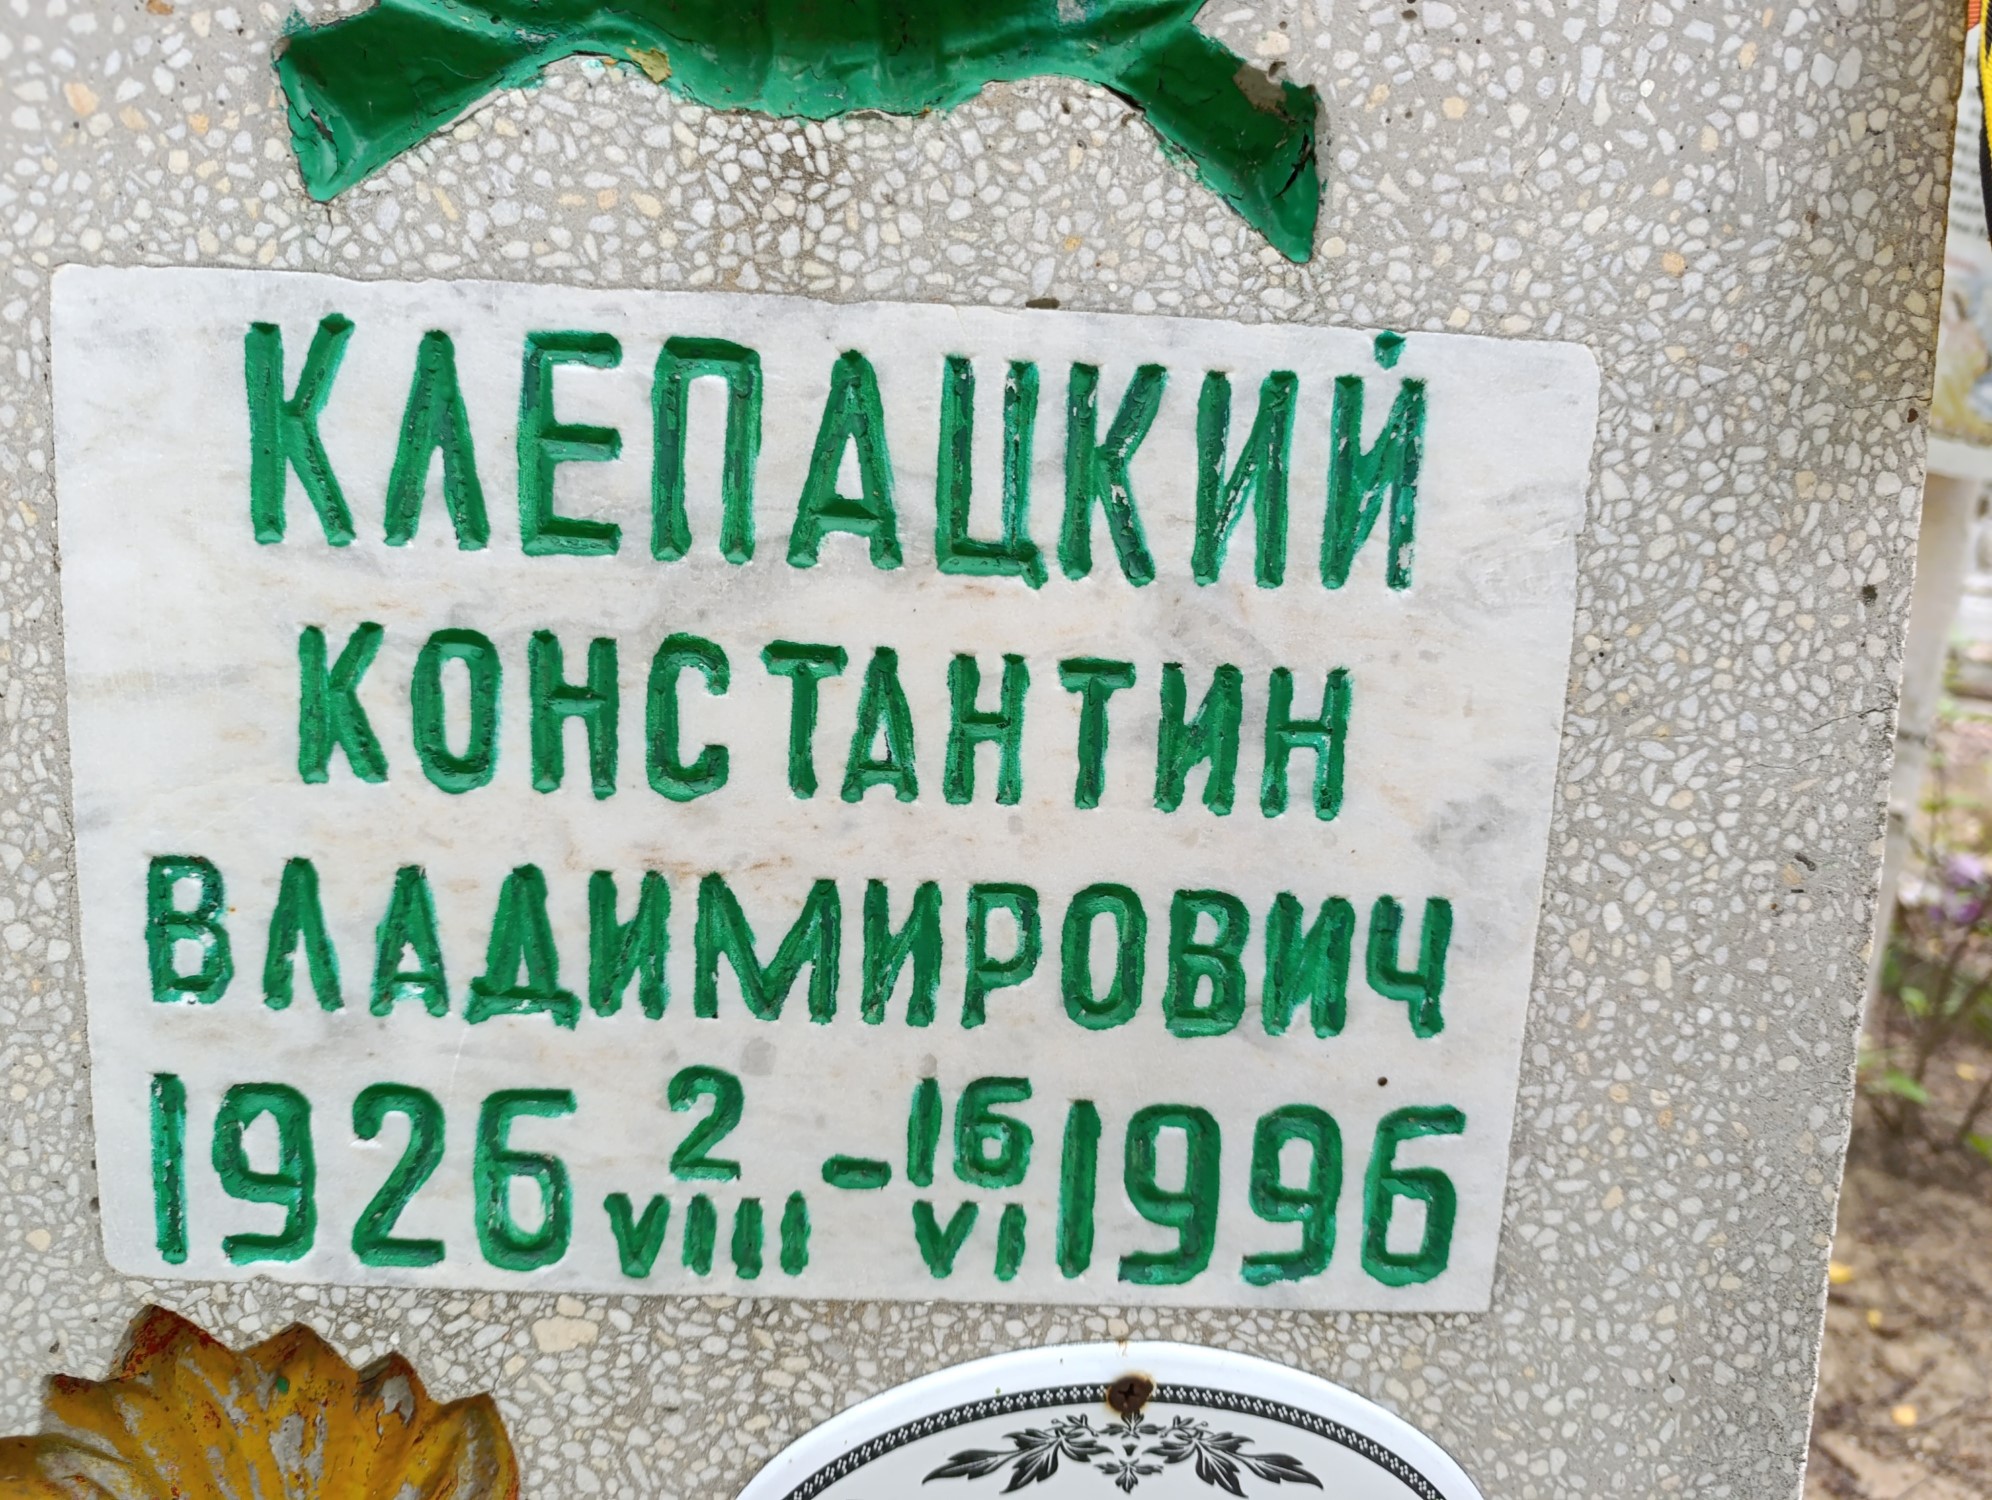 КЛЕПАЦКИЙ
КОНСТАНТИН
ВЛАДИМИРОВИЧ
1926 2/VIII – 16/VI 1996